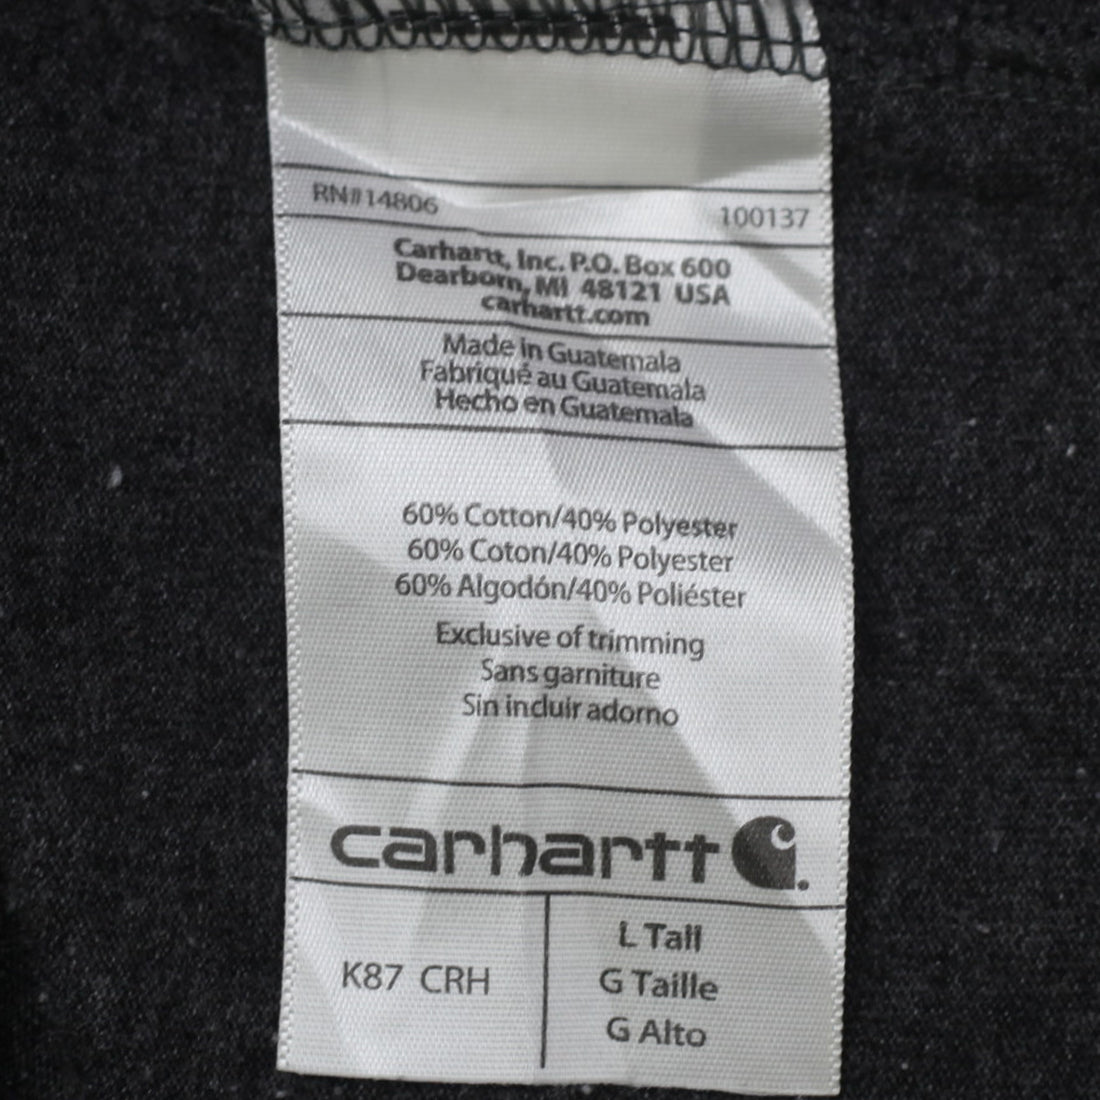 RN#14806
100137
Carhartt, Inc. P.O. Box 600
Dearborn, MI 48121 USA
carhartt.com
Made in Guatemala
Fabriqué au Guatemala
Hecho en Guatemala
60% Cotton/40% Polyester
60% Coton/40% Polyester
60% Algodón/40% Poliéster
Exclusive of trimming
Sans garniture
Sin incluir adorno
carhartt
K87 CRH
L Tall
G Taille
G Alto